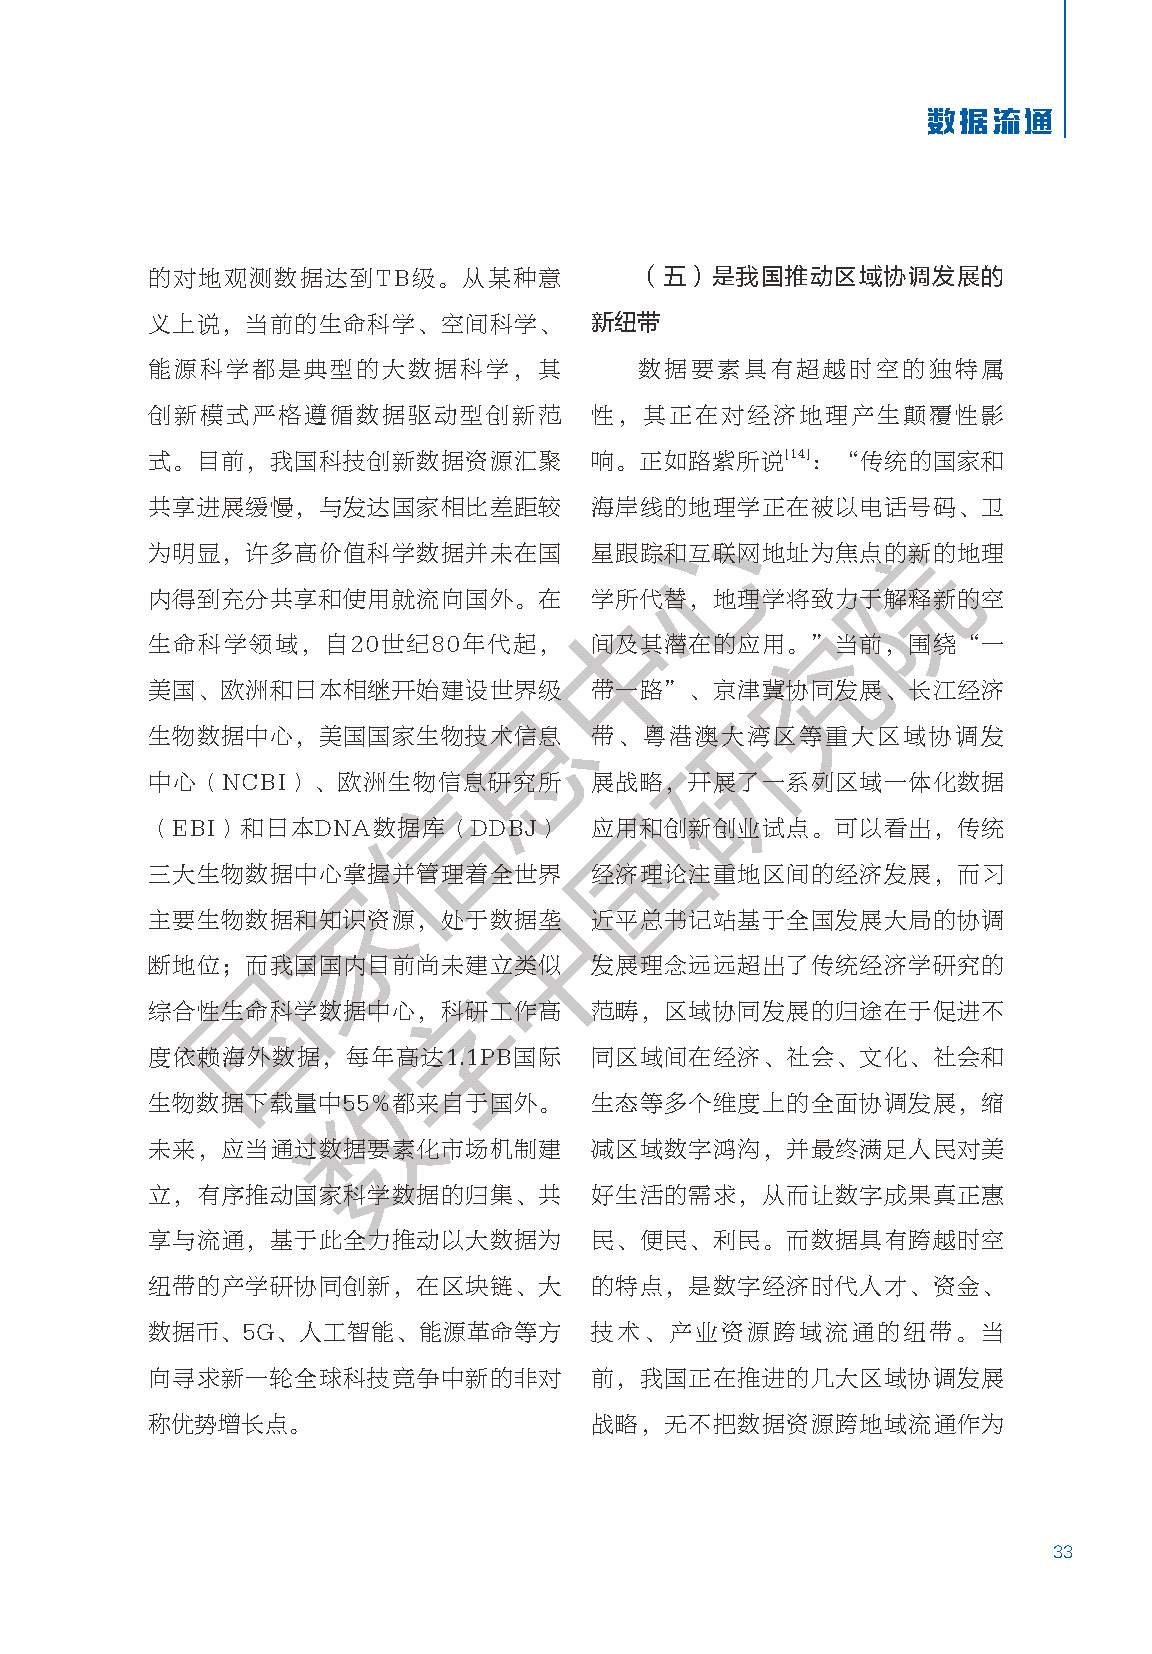 数据流通
的对地观测数据达到TB级。从某种意
义上说，当前的生命科学、空间科学、
能源科学都是典型的大数据科学，其
创新模式严格遵循数据驱动型创新范
式。目前，我国科技创新数据资源汇聚
共享进展缓慢，与发达国家相比差距较
为明显，许多高价值科学数据并未在国
内得到充分共享和使用就流向国外。在
生命科学领域，自20世纪80年代起，
美国、欧洲和日本相继开始建设世界级
生物数据中心，美国国家生物技术信息
中心（NCBI）、欧洲生物信息研究所
（EBI）和日本DNA数据库（DDBJ）
三大生物数据中心掌握并管理着全世界
主要生物数据和知识资源，处于数据垄
断地位；而我国国内目前尚未建立类似
综合性生命科学数据中心，科研工作高
度依赖海外数据，每年高达1.1PB国际
生物数据下载量中55%都来自于国外。
未来，应当通过数据要素化市场机制建
立，有序推动国家科学数据的归集、共
享与流通，基于此全力推动以大数据为
纽带的产学研协同创新，在区块链、大
数据币、5G、人工智能、能源革命等方
向寻求新一轮全球科技竞争中新的非对
称优势增长点。
（五）是我国推动区域协调发展的
新纽带
数据要素具有超越时空的独特属
性，其正在对经济地理产生颠覆性影
响。正如路紫所说[14]：“传统的国家和
海岸线的地理学正在被以电话号码、卫
星跟踪和互联网地址为焦点的新的地理
学所代替，地理学将致力于解释新的空
间及其潜在的应用。”当前，围绕“一
带一路”、京津冀协同发展、长江经济
带、粤港澳大湾区等重大区域协调发
展战略，开展了一系列区域一体化数据
应用和创新创业试点。可以看出，传统
经济理论注重地区间的经济发展，而习
近平总书记站基于全国发展大局的协调
发展理念远远超出了传统经济学研究的
范畴，区域协同发展的归途在于促进不
同区域间在经济、社会、文化、社会和
生态等多个维度上的全面协调发展，缩
减区域数字鸿沟，并最终满足人民对美
好生活的需求，从而让数字成果真正惠
民、便民、利民。而数据具有跨越时空
的特点，是数字经济时代人才、资金、
技术、产业资源跨域流通的纽带。当
前，我国正在推进的几大区域协调发展
战略，无不把数据资源跨地域流通作为
国家信息中心
数字中国研究院
33